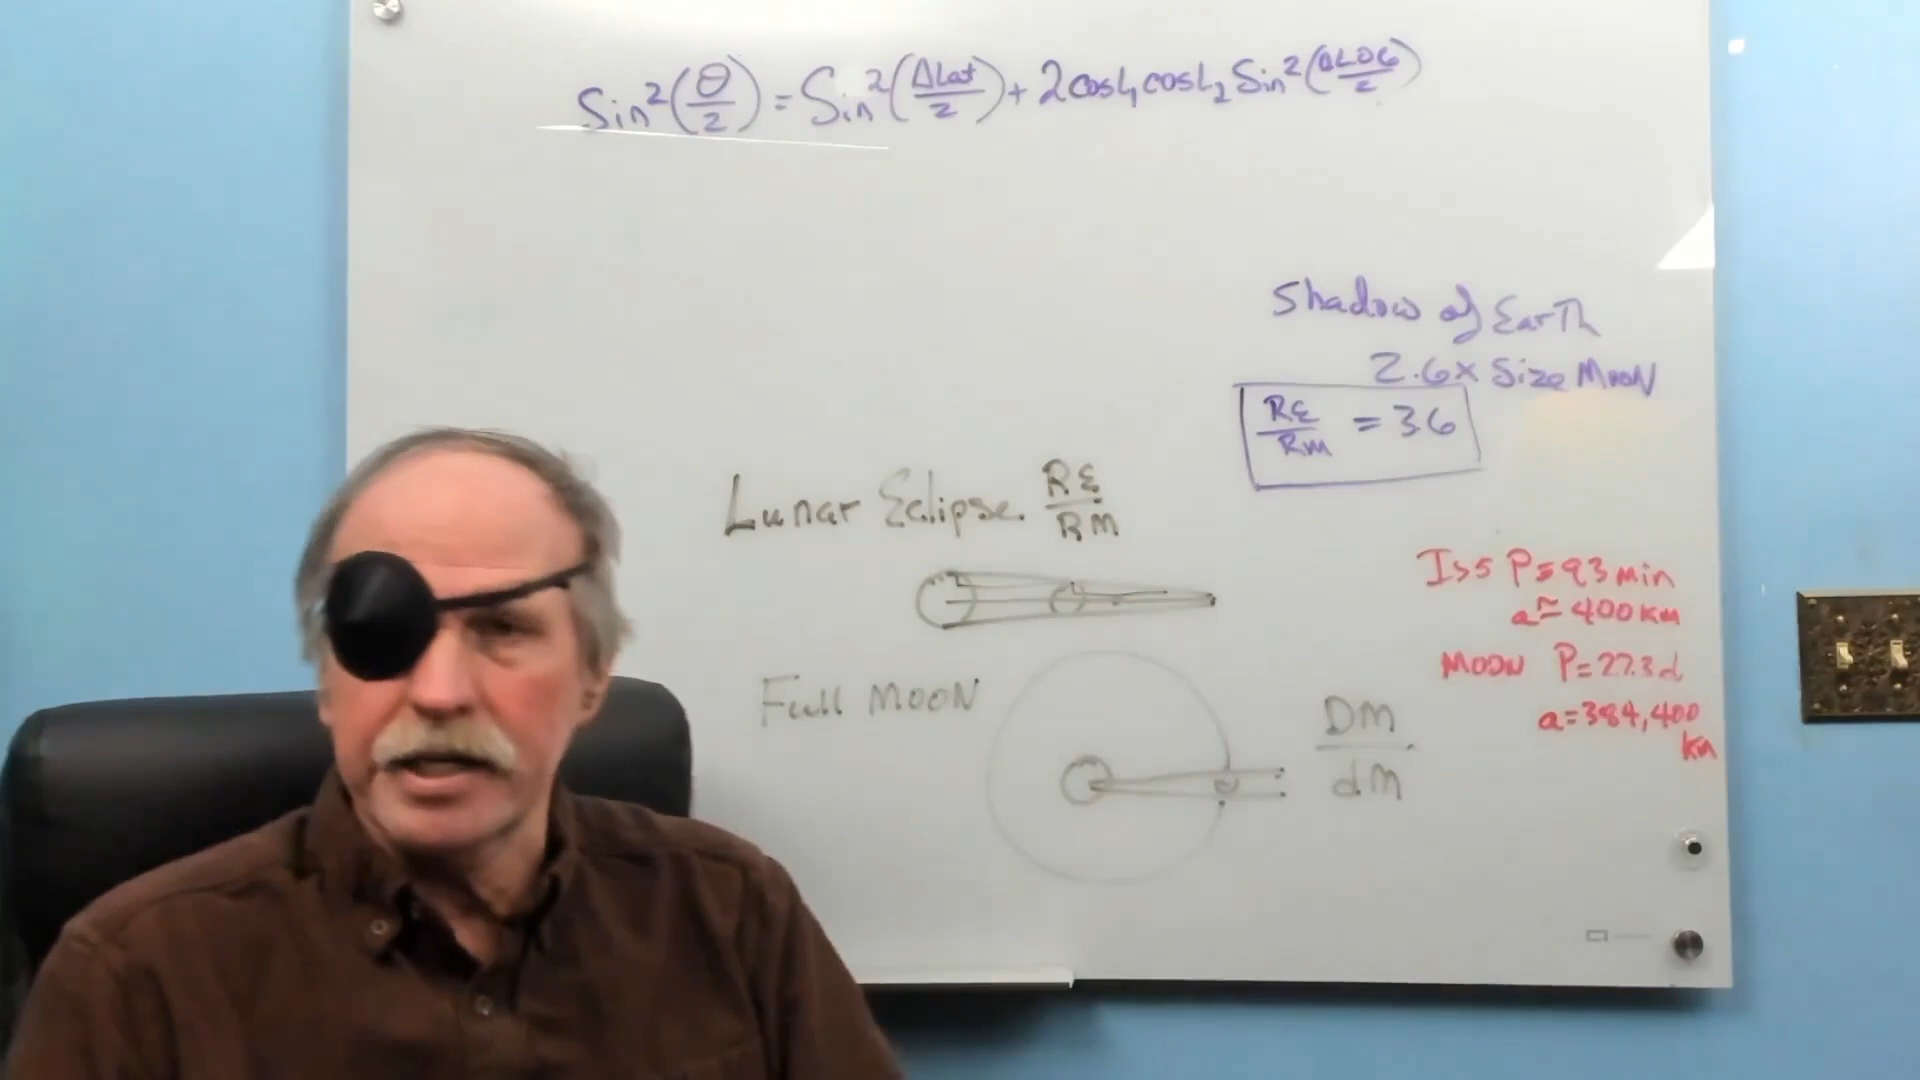 Sin²(θ/2) = Sin²(ΔLat/2) + 2cosL₁cosL₂Sin²(ΔLOG/2)
Shadow of EarTh
2.6x Size MooN
RE/RM = 3.6
Lunar Eclipse RE/RM
ISS P=93 min
a≈400 km
MOON P=27.3d
a=384,400
km
Full MOON
DM/dM